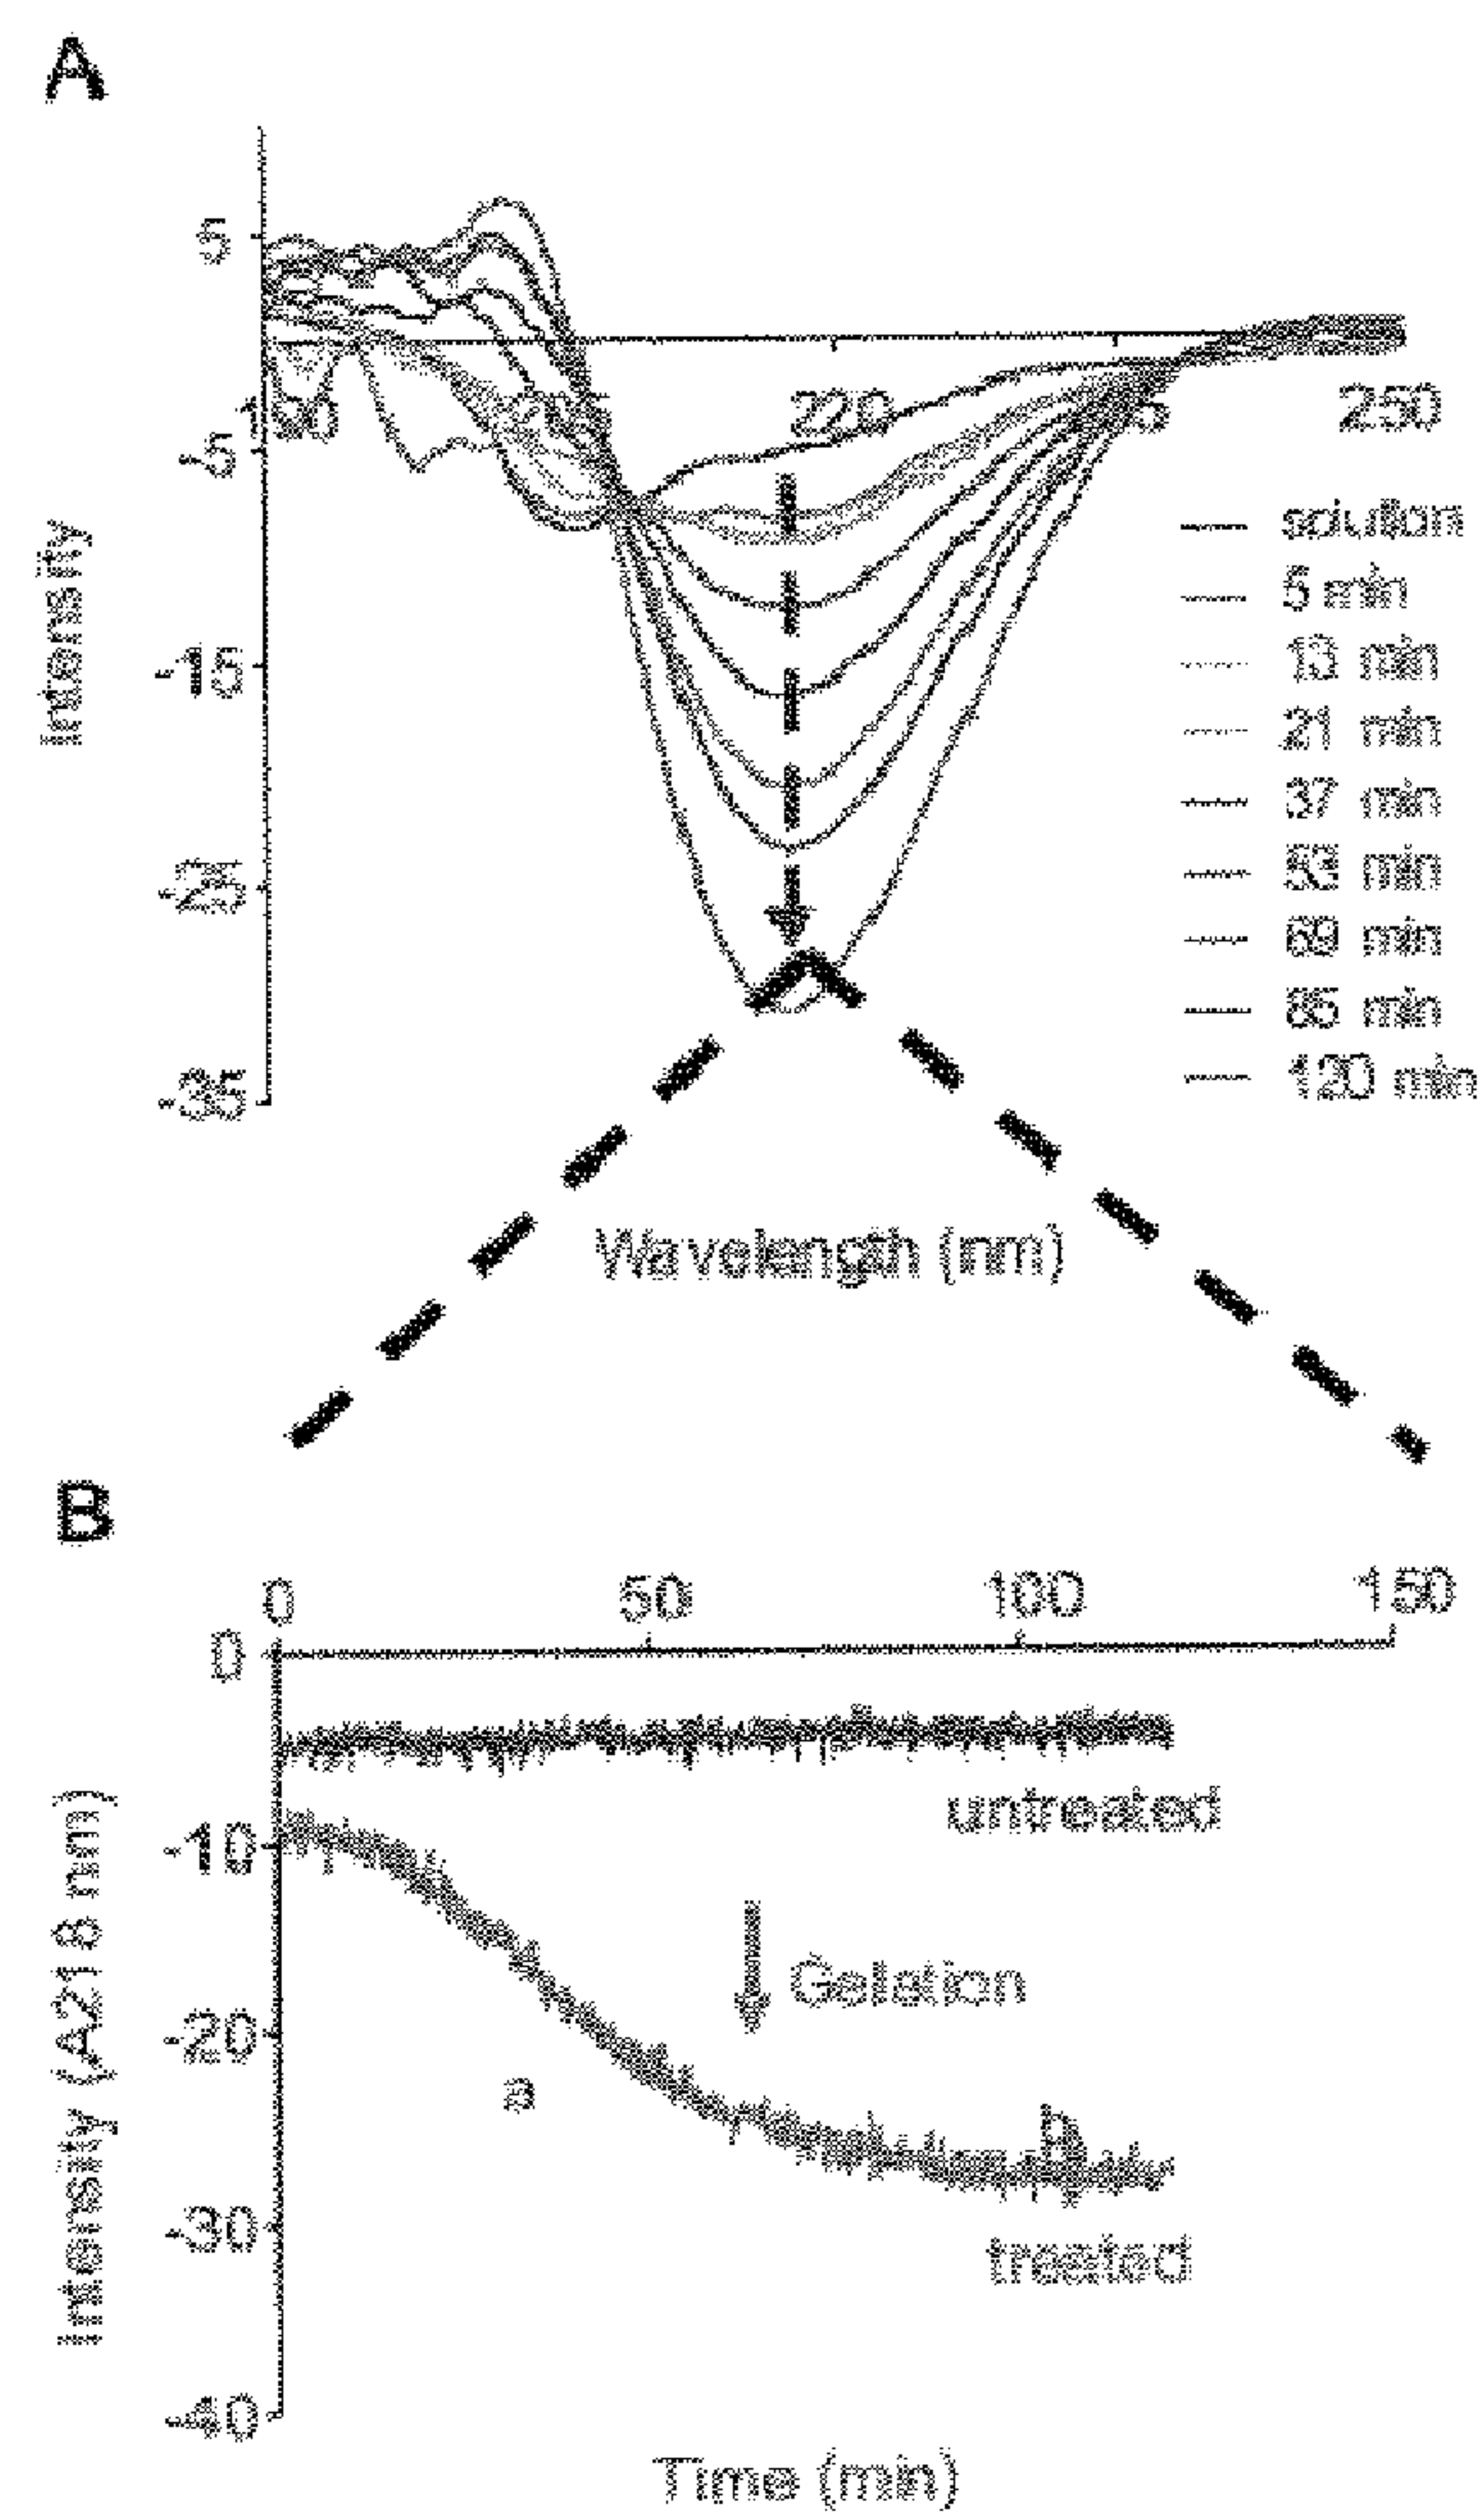 A
5
-5
-15
-25
-35
190
220
250
Intensity
solution
5 min
13 min
21 min
37 min
53 min
69 min
85 min
120 min
Wavelength (nm)
B
0
50
100
150
0
-10
-20
-30
-40
Intensity (A218 nm)
untreated
Gelation
a
b
treated
Time (min)